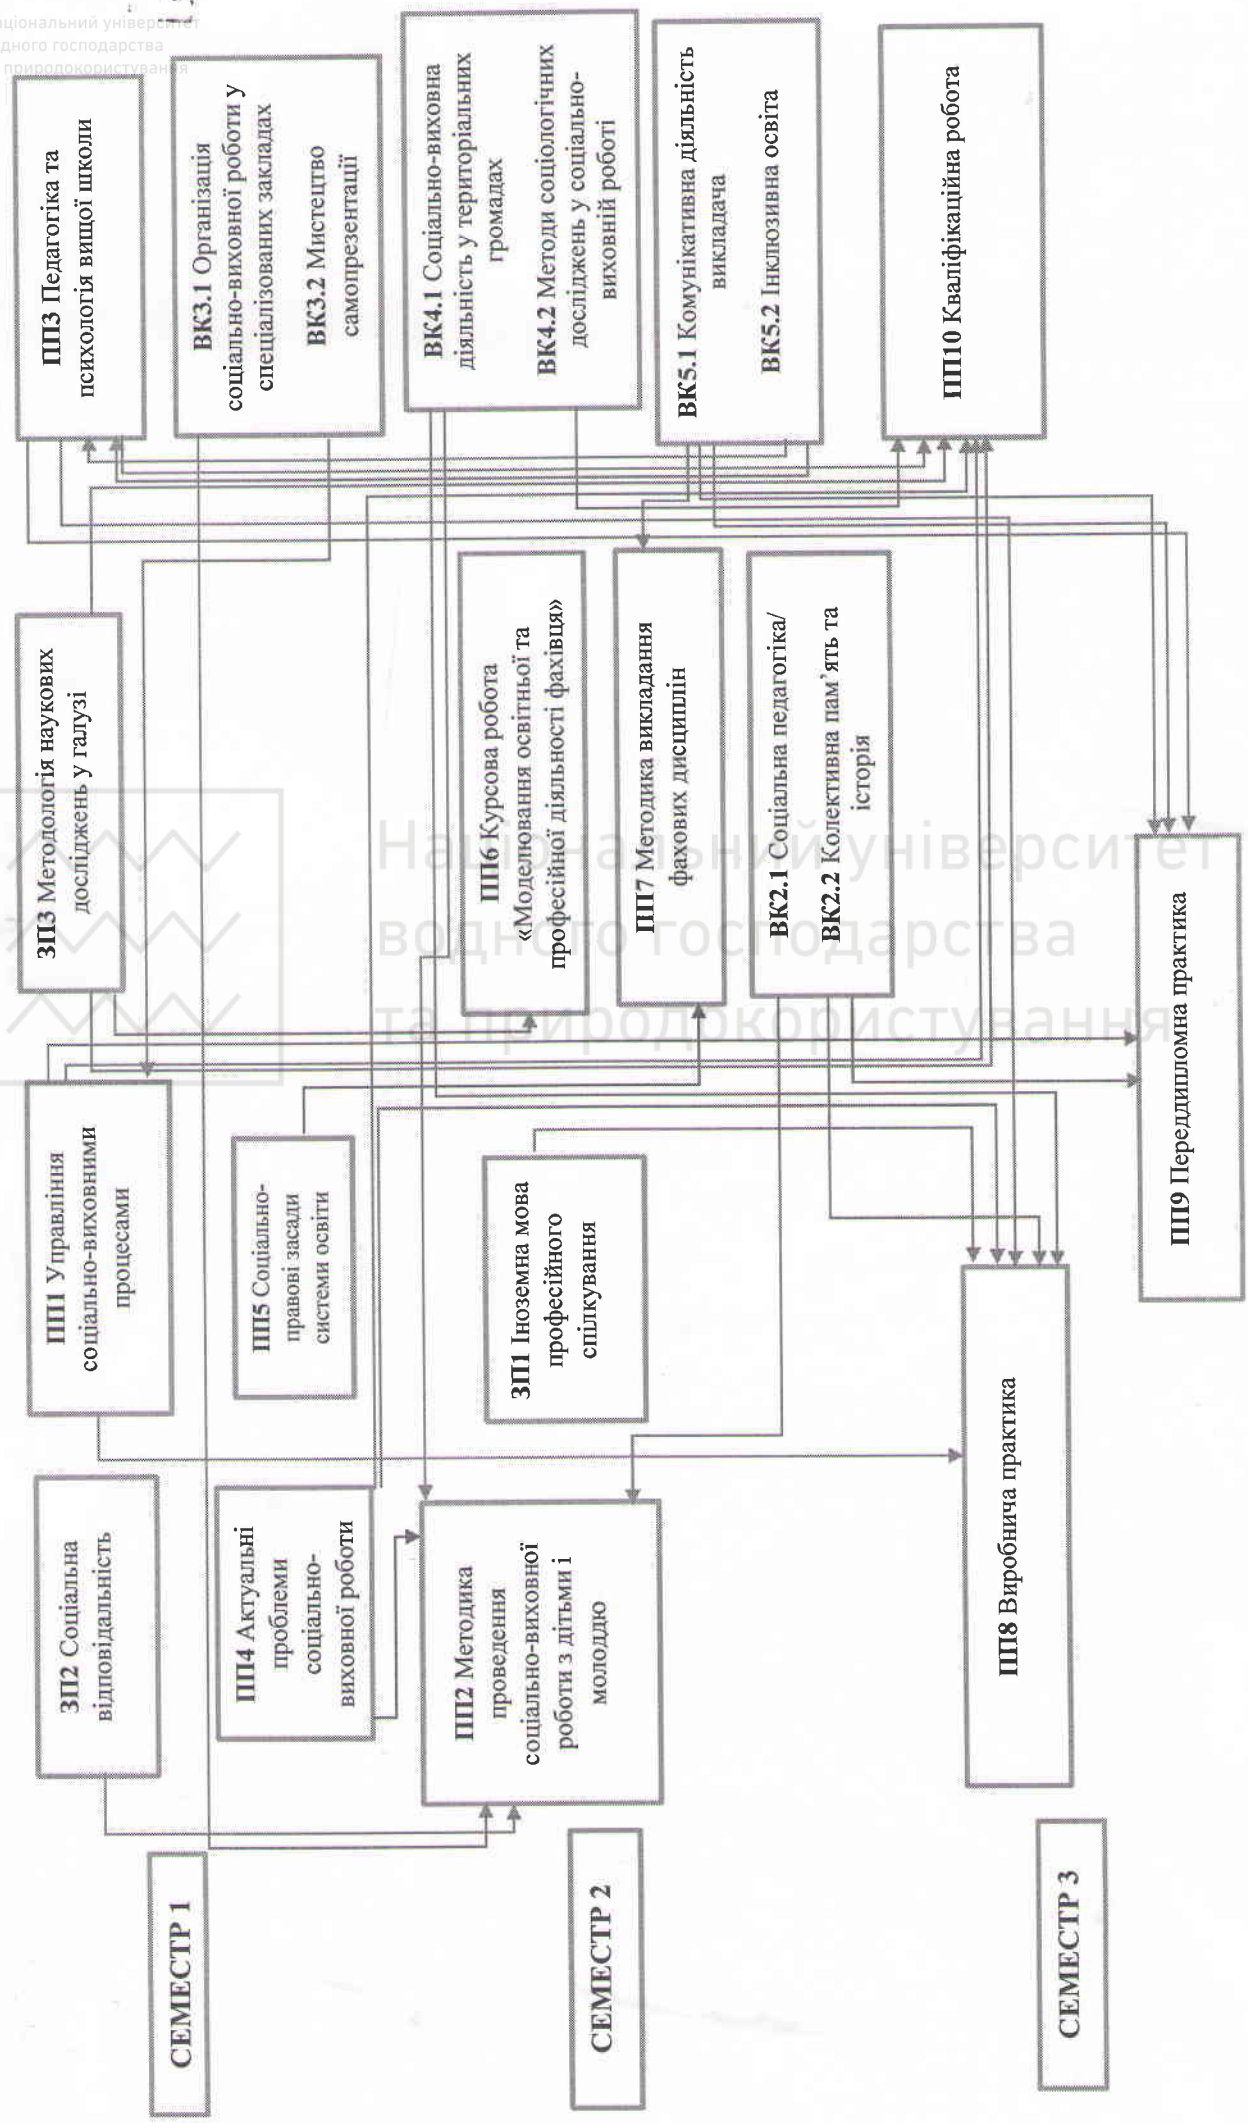 Національний університет
водного господарства
та природокористування
СЕМЕСТР 1
ЗП2 Соціальна
відповідальність
ПП1 Управління
соціально-виховними
процесами
ЗП3 Методологія наукових
досліджень у галузі
ПП3 Педагогіка та
психологія вищої школи
ПП4 Актуальні
проблеми
соціально-
виховної роботи
ПП5 Соціально-
правові засади
системи освіти
ВК3.1 Організація
соціально-виховної роботи у
спеціалізованих закладах
ВК3.2 Мистецтво
самопрезентації
СЕМЕСТР 2
ПП2 Методика
проведення
соціально-виховної
роботи з дітьми і
молоддю
ЗП1 Іноземна мова
професійного
спілкування
ПП6 Курсова робота
«Моделювання освітньої та
професійної діяльності фахівця»
ПП7 Методика викладання
фахових дисциплін
ВК2.1 Соціальна педагогіка/
ВК2.2 Колективна пам’ять та
історія
ВК4.1 Соціально-виховна
діяльність у територіальних
громадах
ВК4.2 Методи соціологічних
досліджень у соціально-
виховній роботі
ВК5.1 Комунікативна діяльність
викладача
ВК5.2 Інклюзивна освіта
СЕМЕСТР 3
ПП8 Виробнича практика
ПП9 Переддипломна практика
ПП10 Кваліфікаційна робота
Національний університет
водного господарства
та природокористування